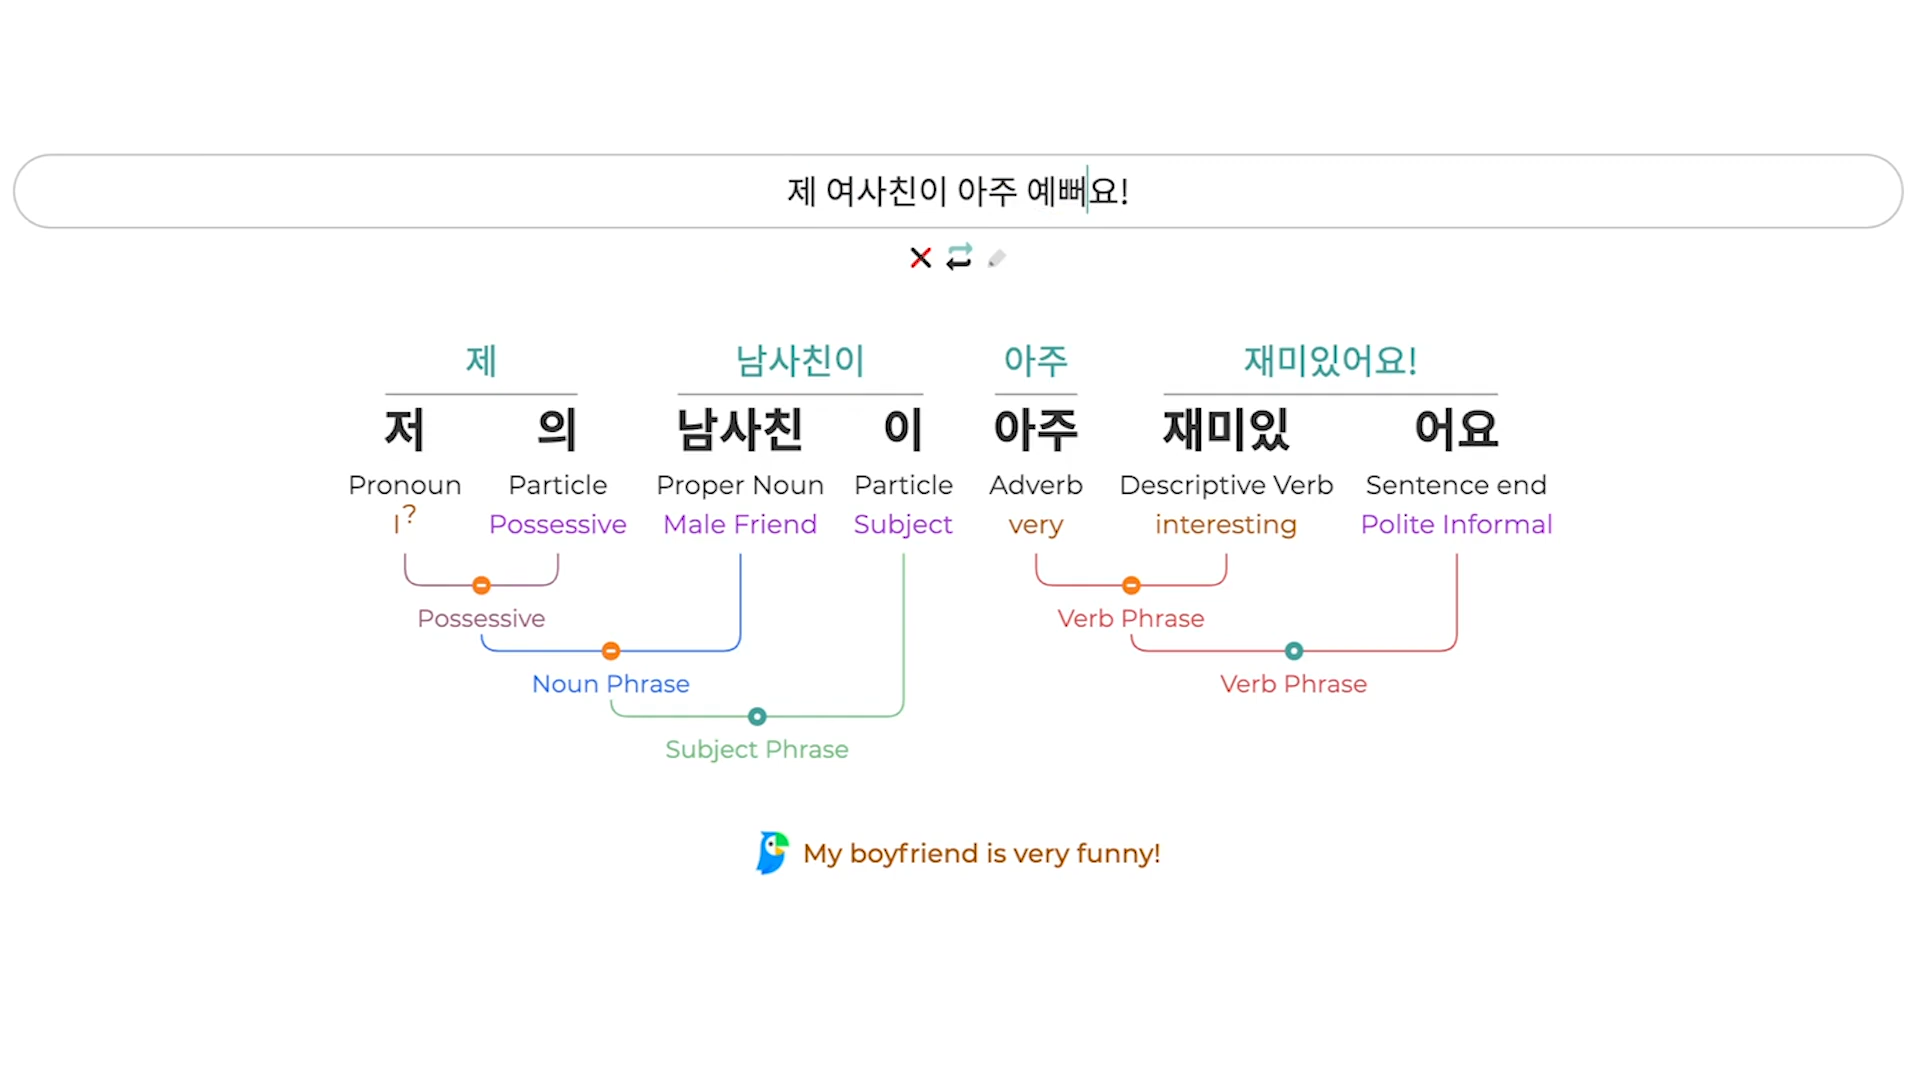 제 여사친이 아주 예뻐요!
제 남사친이 아주 재미있어요!
저 의 남사친 이 아주 재미있 어요
Pronoun Particle Proper Noun Particle Adverb Descriptive Verb Sentence end
I? Possessive Male Friend Subject very interesting Polite Informal
Possessive Verb Phrase
Noun Phrase Verb Phrase
Subject Phrase
My boyfriend is very funny!